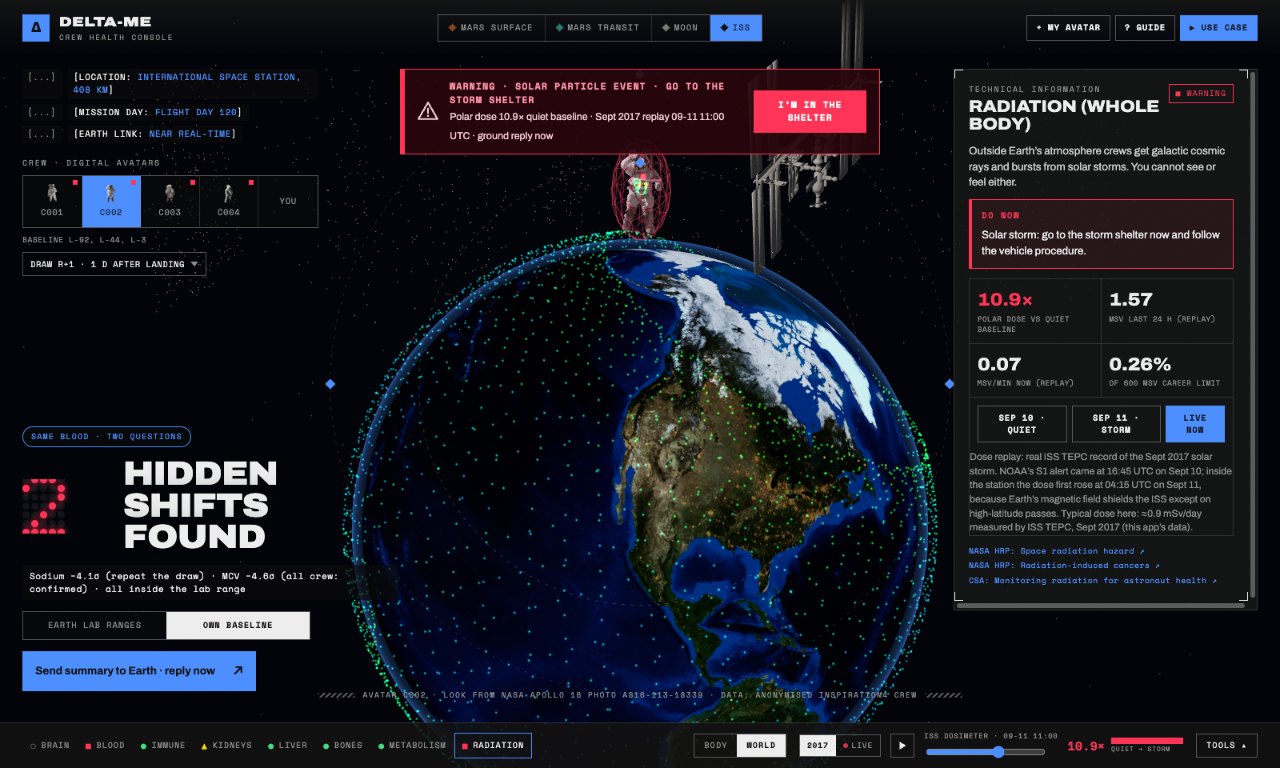 Δ DELTA-ME
CREW HEALTH CONSOLE
MARS SURFACE
MARS TRANSIT
MOON
ISS
+ MY AVATAR
? GUIDE
▶ USE CASE
[...] [LOCATION: INTERNATIONAL SPACE STATION,
408 KM]
[...] [MISSION DAY: FLIGHT DAY 120]
[...] [EARTH LINK: NEAR REAL-TIME]
CREW · DIGITAL AVATARS
C001
C002
C003
C004
YOU
BASELINE L-92, L-44, L-3
DRAW R+1 · 1 D AFTER LANDING
SAME BLOOD · TWO QUESTIONS
2
HIDDEN
SHIFTS
FOUND
Sodium −4.1σ (repeat the draw) · MCV −4.6σ (all crew:
confirmed) · all inside the lab range
EARTH LAB RANGES
OWN BASELINE
Send summary to Earth · reply now
WARNING · SOLAR PARTICLE EVENT · GO TO THE
STORM SHELTER
Polar dose 10.9× quiet baseline · Sept 2017 replay 09-11 11:00
UTC · ground reply now
I'M IN THE
SHELTER
TECHNICAL INFORMATION
WARNING
RADIATION (WHOLE
BODY)
Outside Earth's atmosphere crews get galactic cosmic
rays and bursts from solar storms. You cannot see or
feel either.
DO NOW
Solar storm: go to the storm shelter now and follow
the vehicle procedure.
10.9×
POLAR DOSE VS QUIET
BASELINE
1.57
MSV LAST 24 H (REPLAY)
0.07
MSV/MIN NOW (REPLAY)
0.26%
OF 600 MSV CAREER LIMIT
SEP 10 ·
QUIET
SEP 11 ·
STORM
LIVE
NOW
Dose replay: real ISS TEPC record of the Sept 2017 solar
storm. NOAA's S1 alert came at 16:45 UTC on Sep 10; inside
the station the dose first rose at 04:15 UTC on Sep 11,
because Earth's magnetic field shields the ISS except on
high-latitude passes. Typical dose here: ≈0.9 mSv/day
measured by ISS TEPC, Sept 2017 (this app's data).
NASA HRP: Space radiation hazard ↗
NASA HRP: Radiation-induced cancers ↗
CSA: Monitoring radiation for astronaut health ↗
AVATAR C002 · LOOK FROM NASA APOLLO 16 PHOTO AS16-113-18339 · DATA: ANONYMISED INSPIRATION4 CREW
BRAIN
BLOOD
IMMUNE
KIDNEYS
LIVER
BONES
METABOLISM
RADIATION
BODY
WORLD
2017
LIVE
ISS DOSIMETER · 09-11 11:00
10.9×
QUIET → STORM
TOOLS ▴